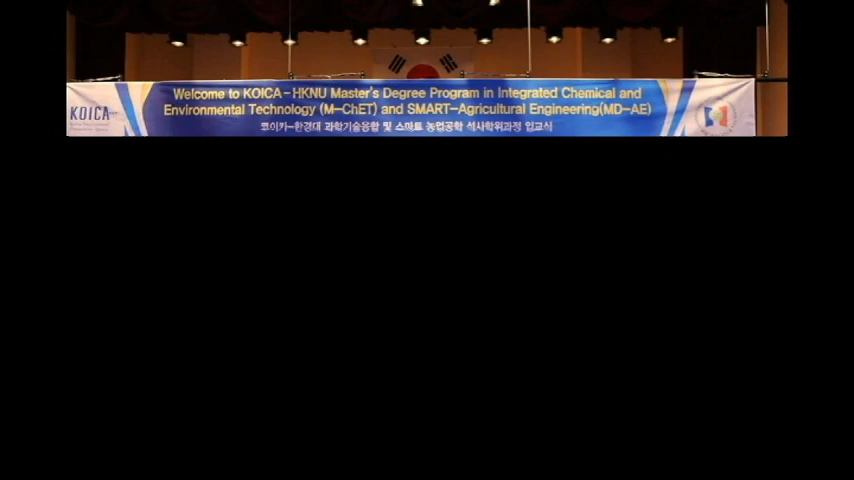 KOICA
Welcome to KOICA-HKNU Master's Degree Program in Integrated Chemical and
Environmental Technology (M-ChET) and SMART-Agricultural Engineering(MD-AE)
코이카-한경대 과학기술융합 및 스마트 농업공학 석사학위과정 입교식